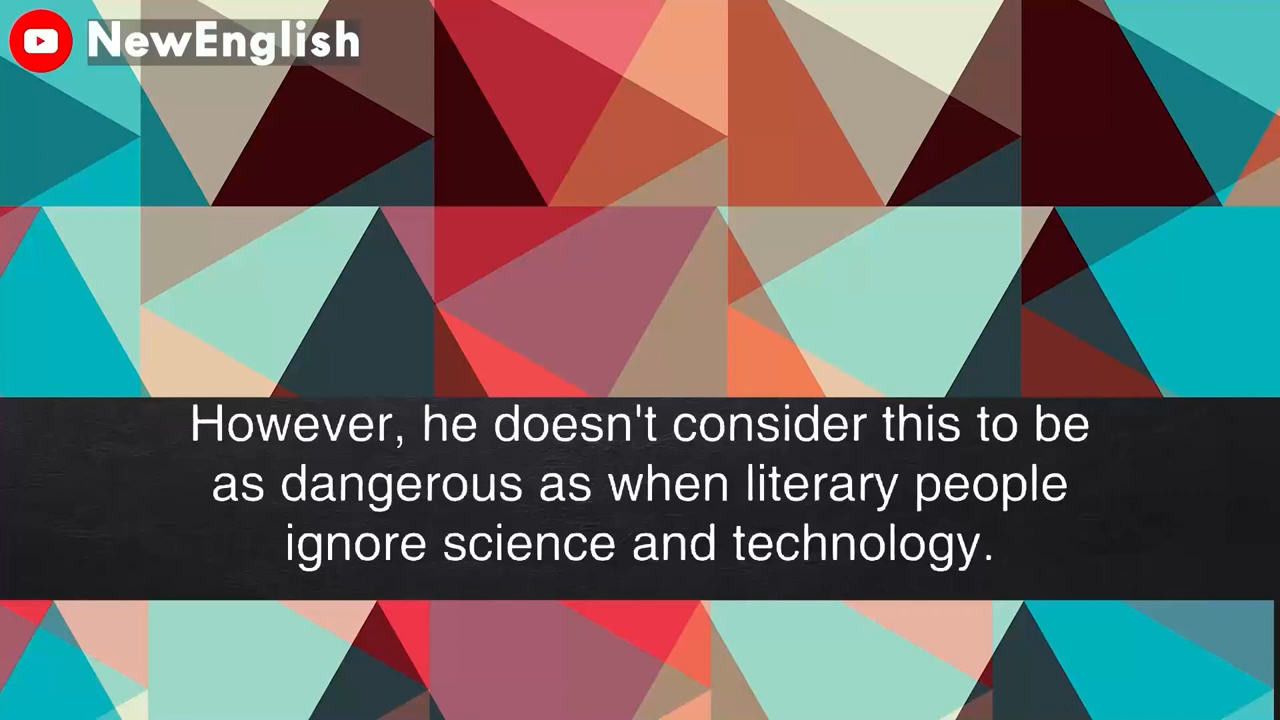 NewEnglish
However, he doesn't consider this to be
as dangerous as when literary people
ignore science and technology.